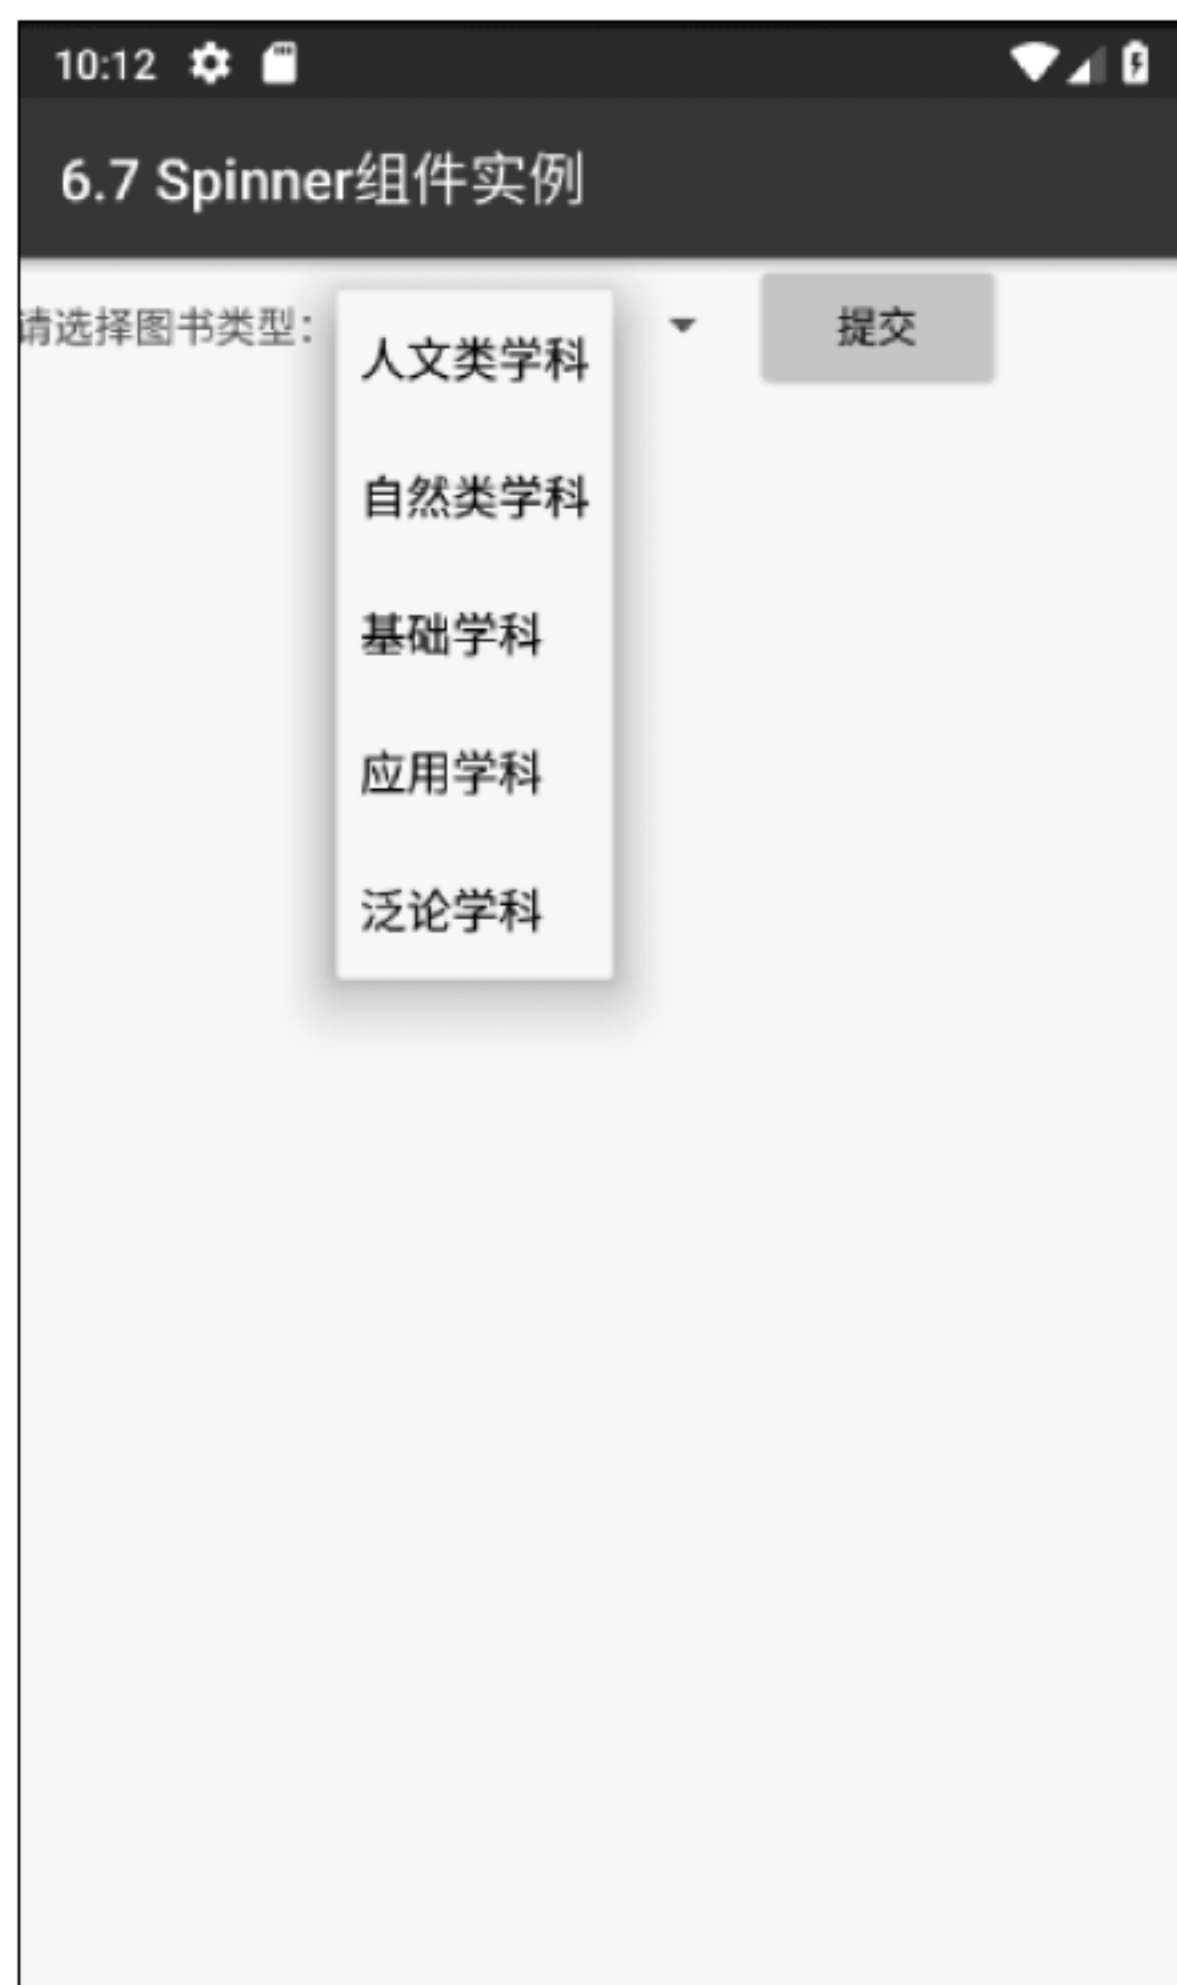 10:12
6.7 Spinner组件实例
请选择图书类型：
提交
人文类学科
自然类学科
基础学科
应用学科
泛论学科